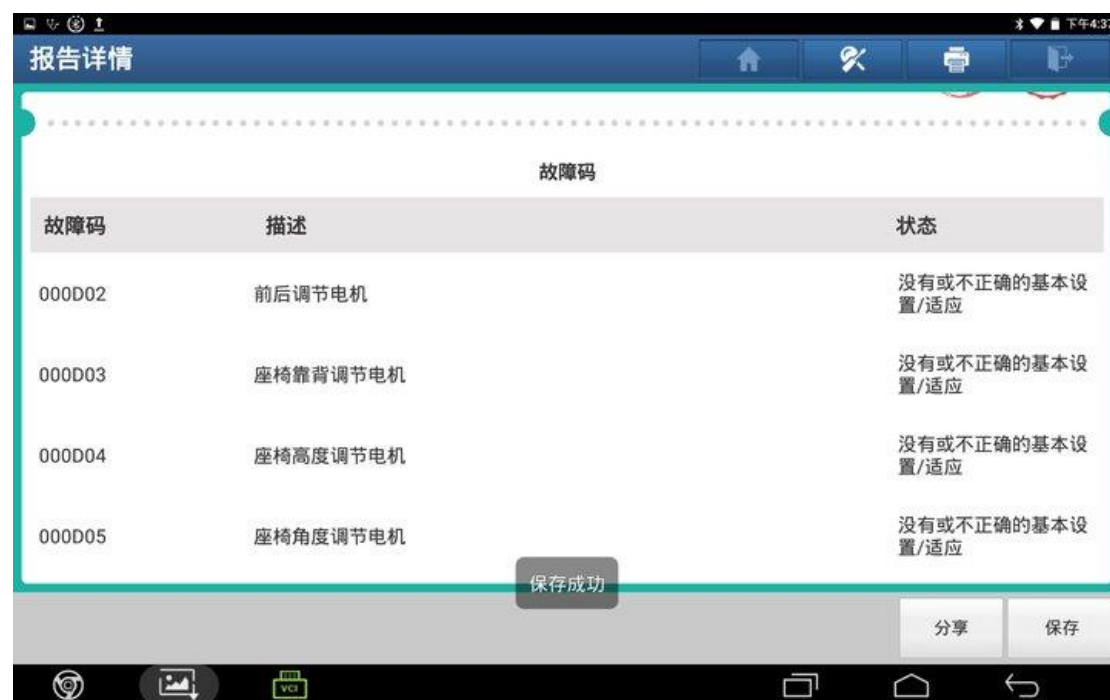 下午4:37
报告详情
故障码
故障码 描述 状态
000D02 前后调节电机 没有或不正确的基本设
置/适应
000D03 座椅靠背调节电机 没有或不正确的基本设
置/适应
000D04 座椅高度调节电机 没有或不正确的基本设
置/适应
000D05 座椅角度调节电机 没有或不正确的基本设
置/适应
保存成功
分享 保存
VCI